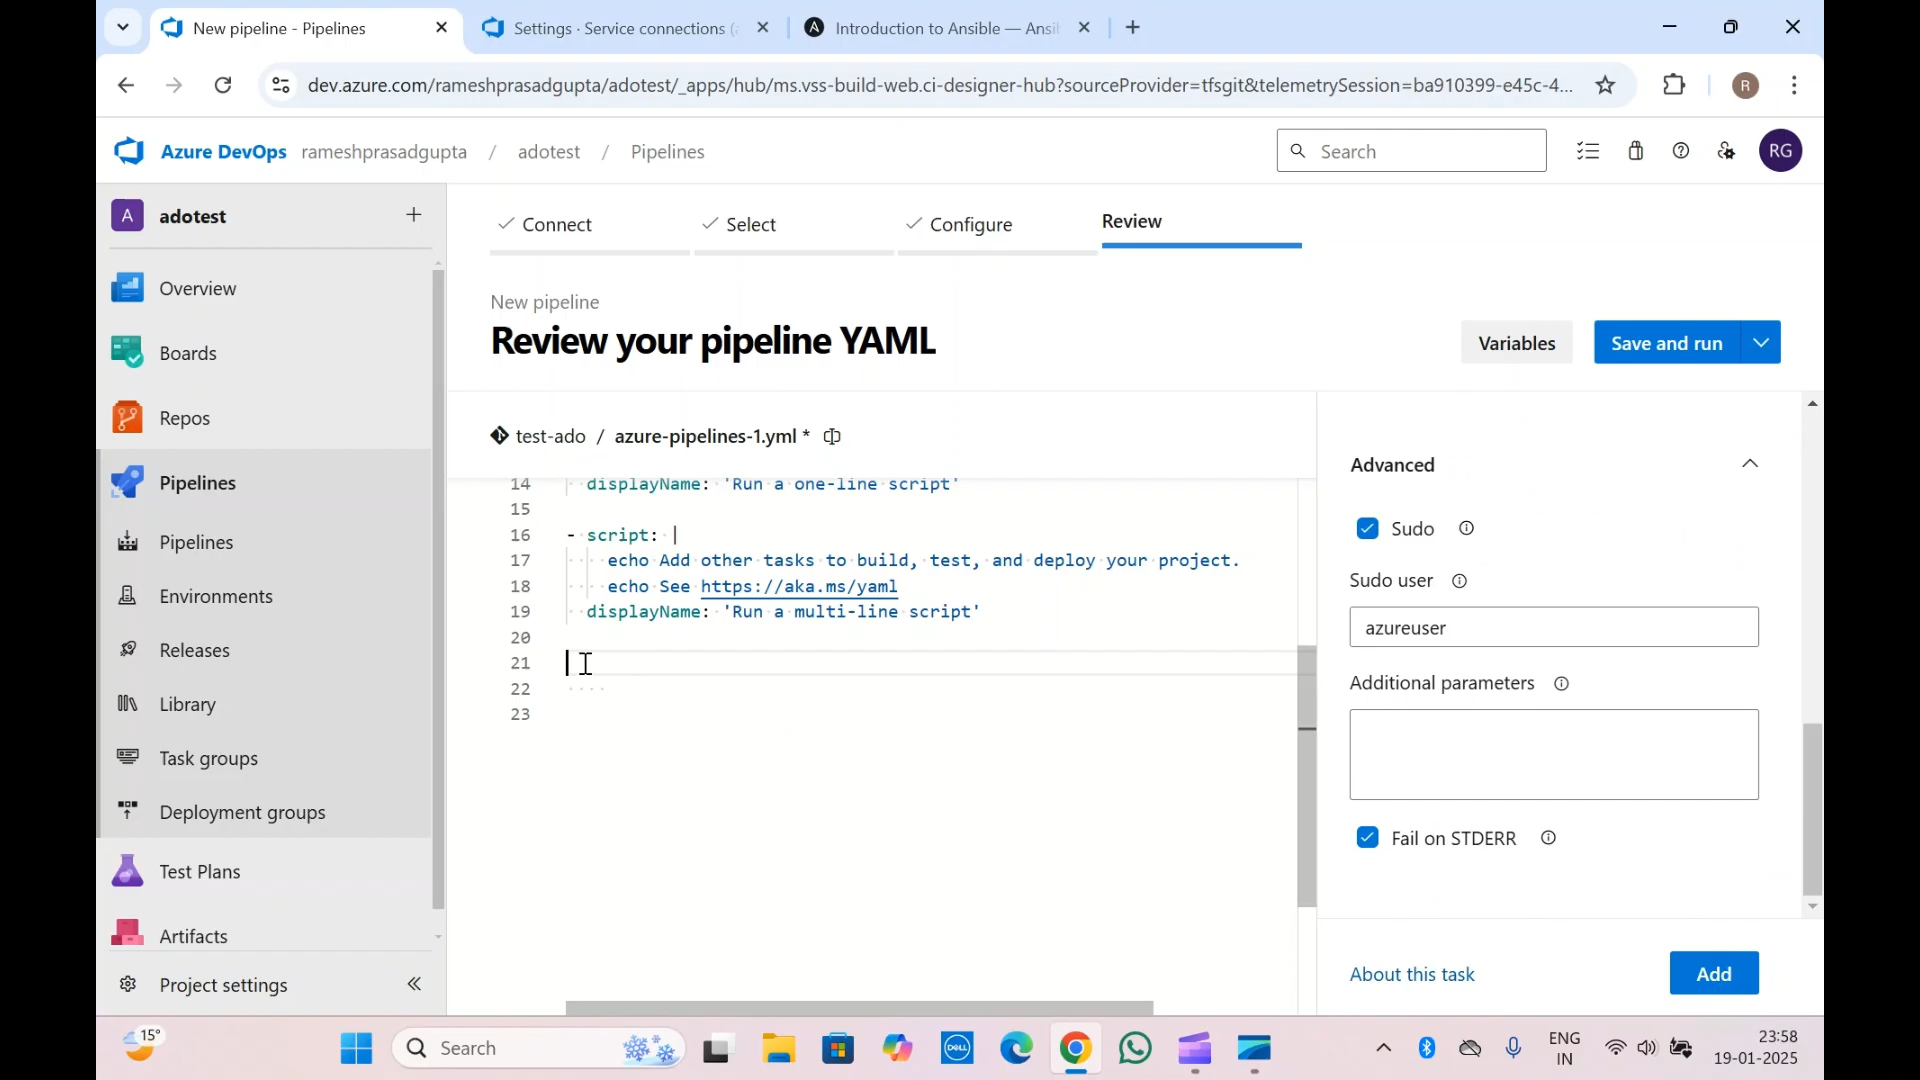 New pipeline - Pipelines
Settings · Service connections (
Introduction to Ansible — Ansi
dev.azure.com/rameshprasadgupta/adotest/_apps/hub/ms.vss-build-web.ci-designer-hub?sourceProvider=tfsgit&telemetrySession=ba910399-e45c-4...
R
Azure DevOps rameshprasadgupta / adotest / Pipelines
Search
RG
A adotest
Overview
Boards
Repos
Pipelines
Pipelines
Environments
Releases
Library
Task groups
Deployment groups
Test Plans
Artifacts
Project settings
Connect
Select
Configure
Review
New pipeline
Review your pipeline YAML
Variables
Save and run
test-ado / azure-pipelines-1.yml *
14 displayName: 'Run a one-line script'
15
16 - script: |
17 echo Add other tasks to build, test, and deploy your project.
18 echo See https://aka.ms/yaml
19 displayName: 'Run a multi-line script'
20
21
22
23
Advanced
Sudo
Sudo user
azureuser
Additional parameters
Fail on STDERR
About this task
Add
15°
Search
DELL
ENG
IN
23:58
19-01-2025